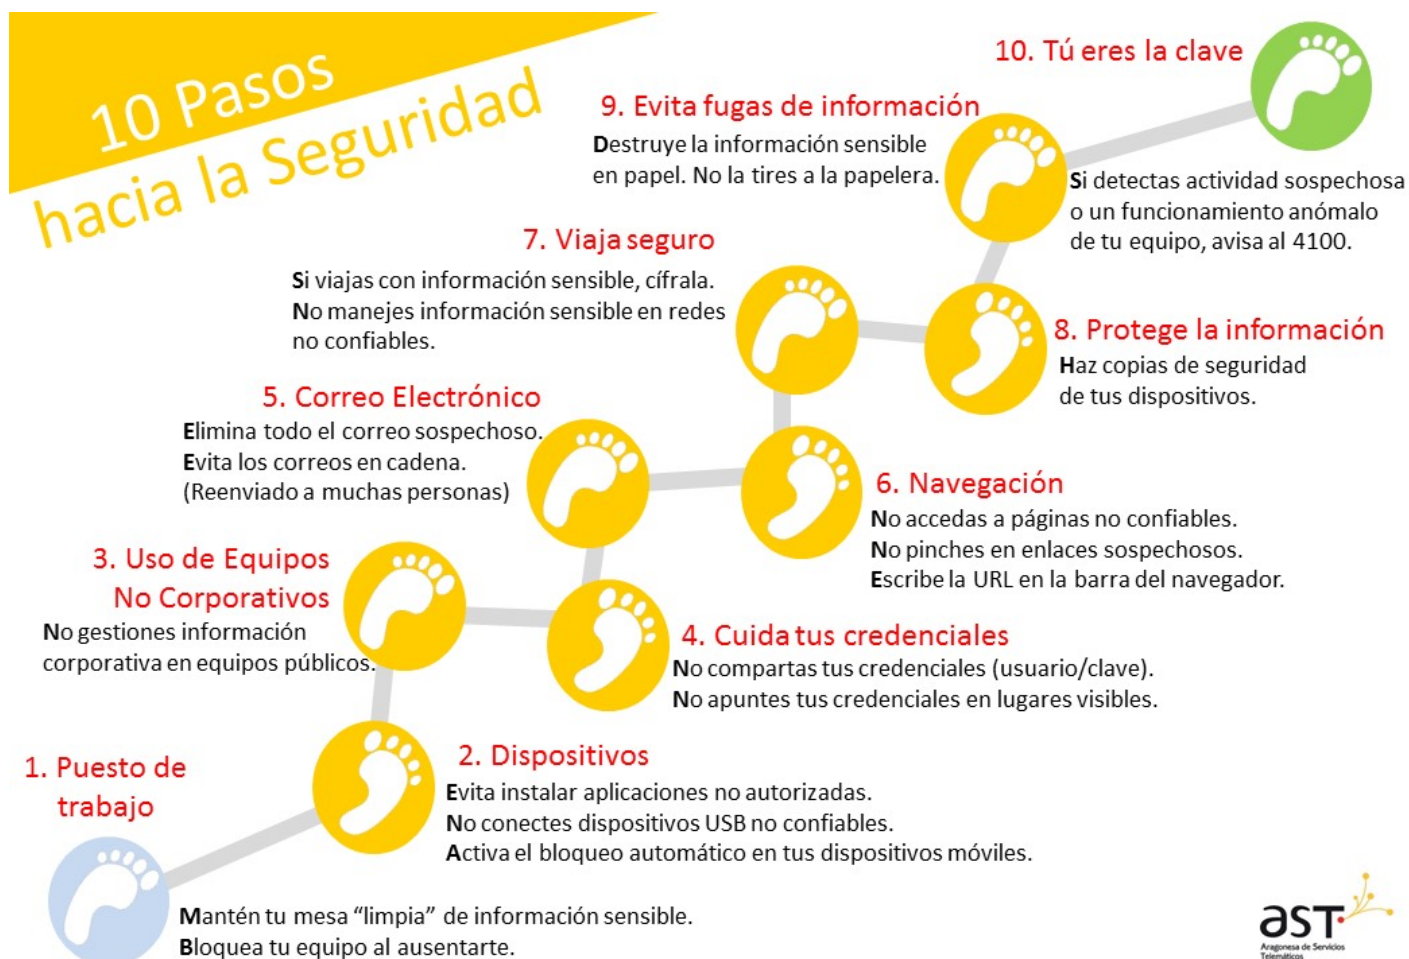 10 Pasos
hacia la Seguridad
1. Puesto de
trabajo
Mantén tu mesa “limpia” de información sensible.
Bloquea tu equipo al ausentarte.
2. Dispositivos
Evita instalar aplicaciones no autorizadas.
No conectes dispositivos USB no confiables.
Activa el bloqueo automático en tus dispositivos móviles.
3. Uso de Equipos
No Corporativos
No gestiones información
corporativa en equipos públicos.
4. Cuida tus credenciales
No compartas tus credenciales (usuario/clave).
No apuntes tus credenciales en lugares visibles.
5. Correo Electrónico
Elimina todo el correo sospechoso.
Evita los correos en cadena.
(Reenviado a muchas personas)
6. Navegación
No accedas a páginas no confiables.
No pinches en enlaces sospechosos.
Escribe la URL en la barra del navegador.
7. Viaja seguro
Si viajas con información sensible, cífrala.
No manejes información sensible en redes
no confiables.
8. Protege la información
Haz copias de seguridad
de tus dispositivos.
9. Evita fugas de información
Destruye la información sensible
en papel. No la tires a la papelera.
10. Tú eres la clave
Si detectas actividad sospechosa
o un funcionamiento anómalo
de tu equipo, avisa al 4100.
aST
Aragonesa de Servicios
Telemáticos